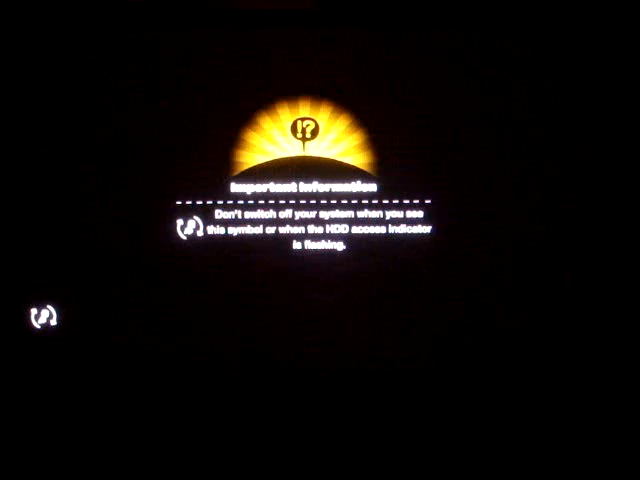 !?
Important Information
Don't switch off your system when you see
this symbol or when the HDD access indicator
is flashing.